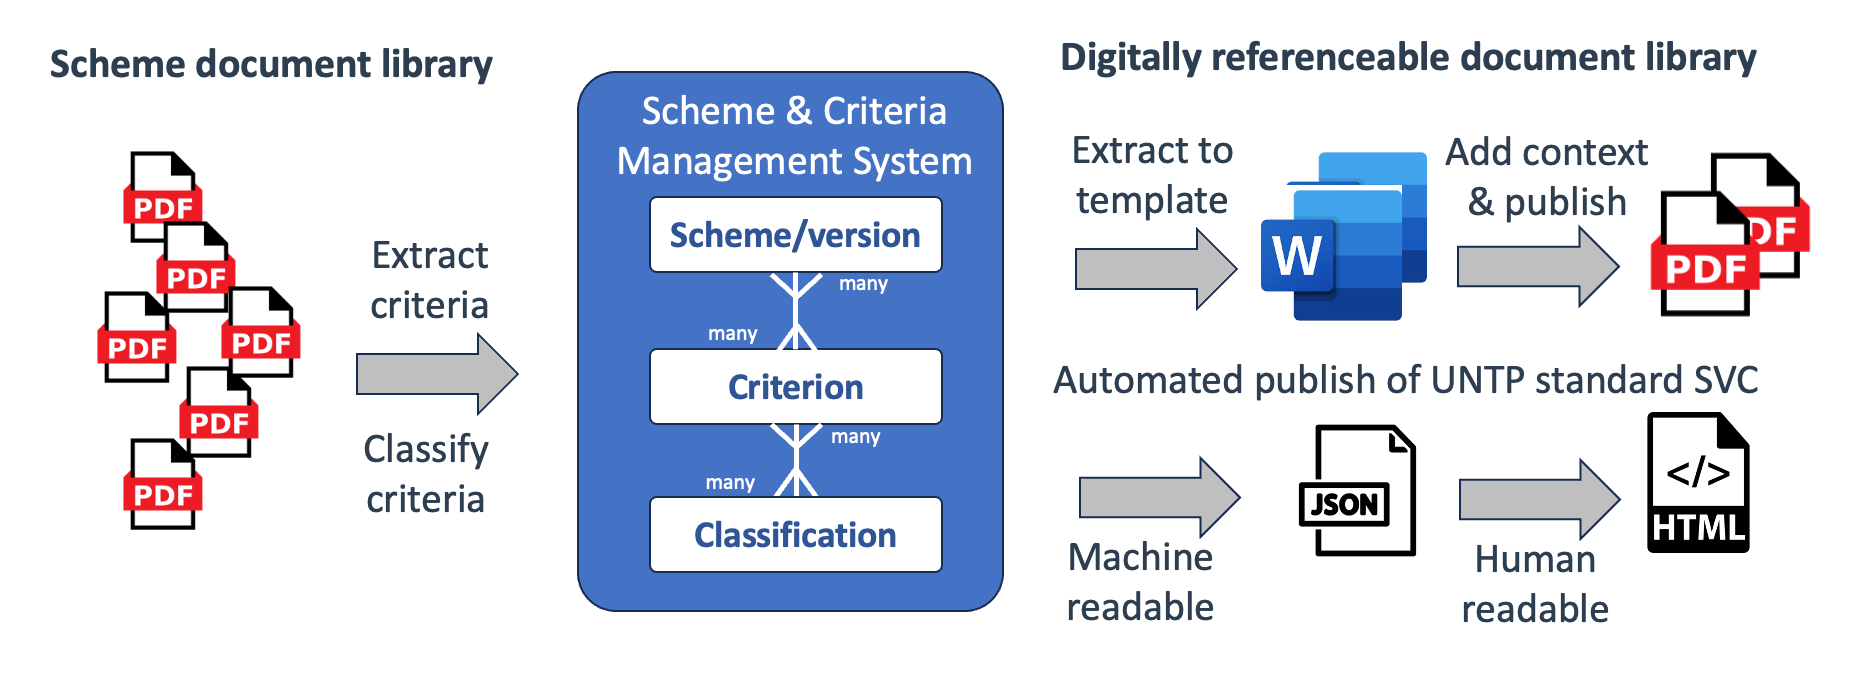 Scheme document library
PDF
PDF
PDF
PDF
PDF
PDF
Extract
criteria
Classify
criteria
Scheme & Criteria
Management System
Scheme/version
many
many
Criterion
many
many
Classification
Digitally referenceable document library
Extract to
template
W
Add context
& publish
PDF
PDF
Automated publish of UNTP standard SVC
Machine
readable
JSON
Human
readable
</>
HTML